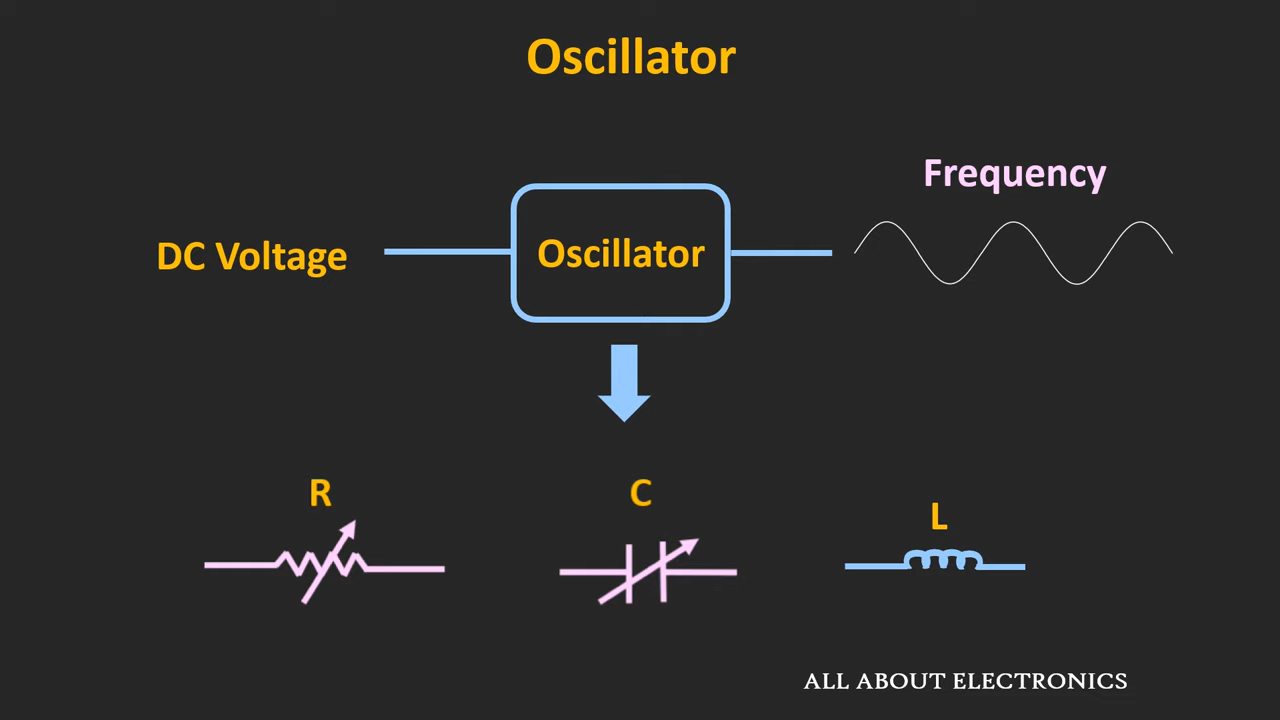 Oscillator
Frequency
DC Voltage
Oscillator
R
C
L
ALL ABOUT ELECTRONICS